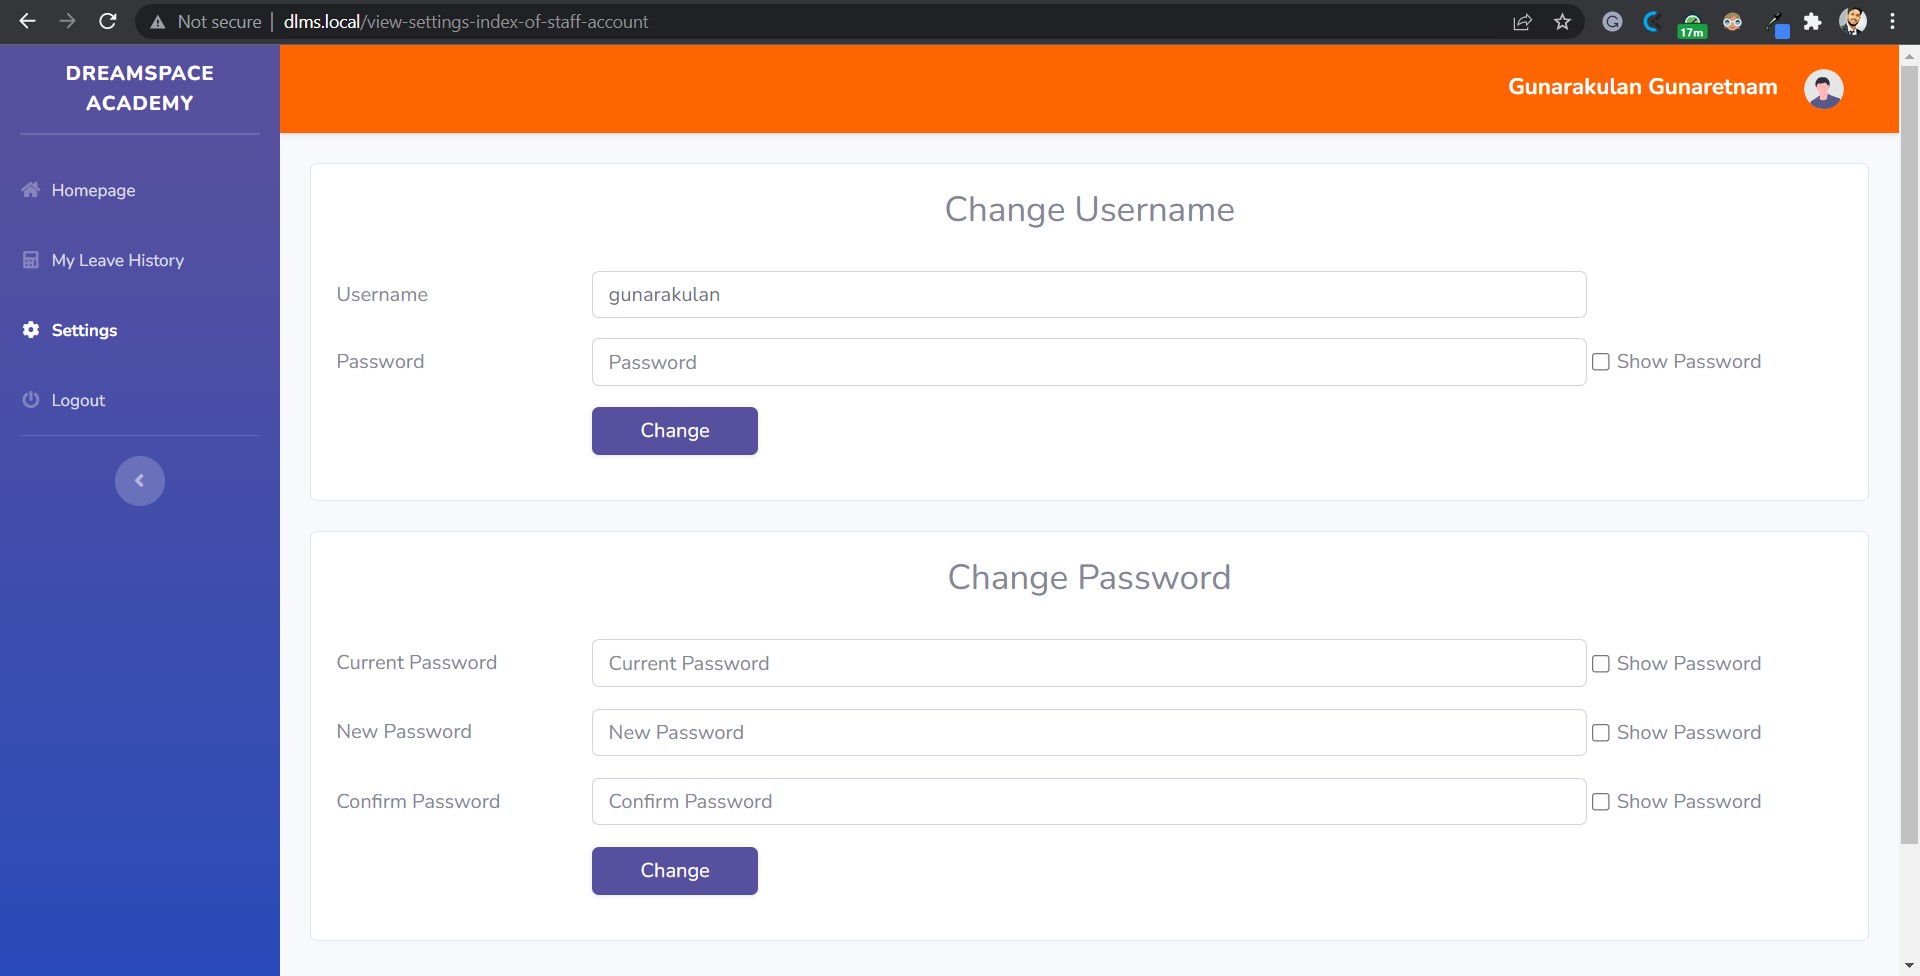 Not secure | dlms.local/view-settings-index-of-staff-account
17m
DREAMSPACE
ACADEMY
Gunarakulan Gunaretnam
Homepage
My Leave History
Settings
Logout
Change Username
Username
gunarakulan
Password
Password
Show Password
Change
Change Password
Current Password
Current Password
Show Password
New Password
New Password
Show Password
Confirm Password
Confirm Password
Show Password
Change